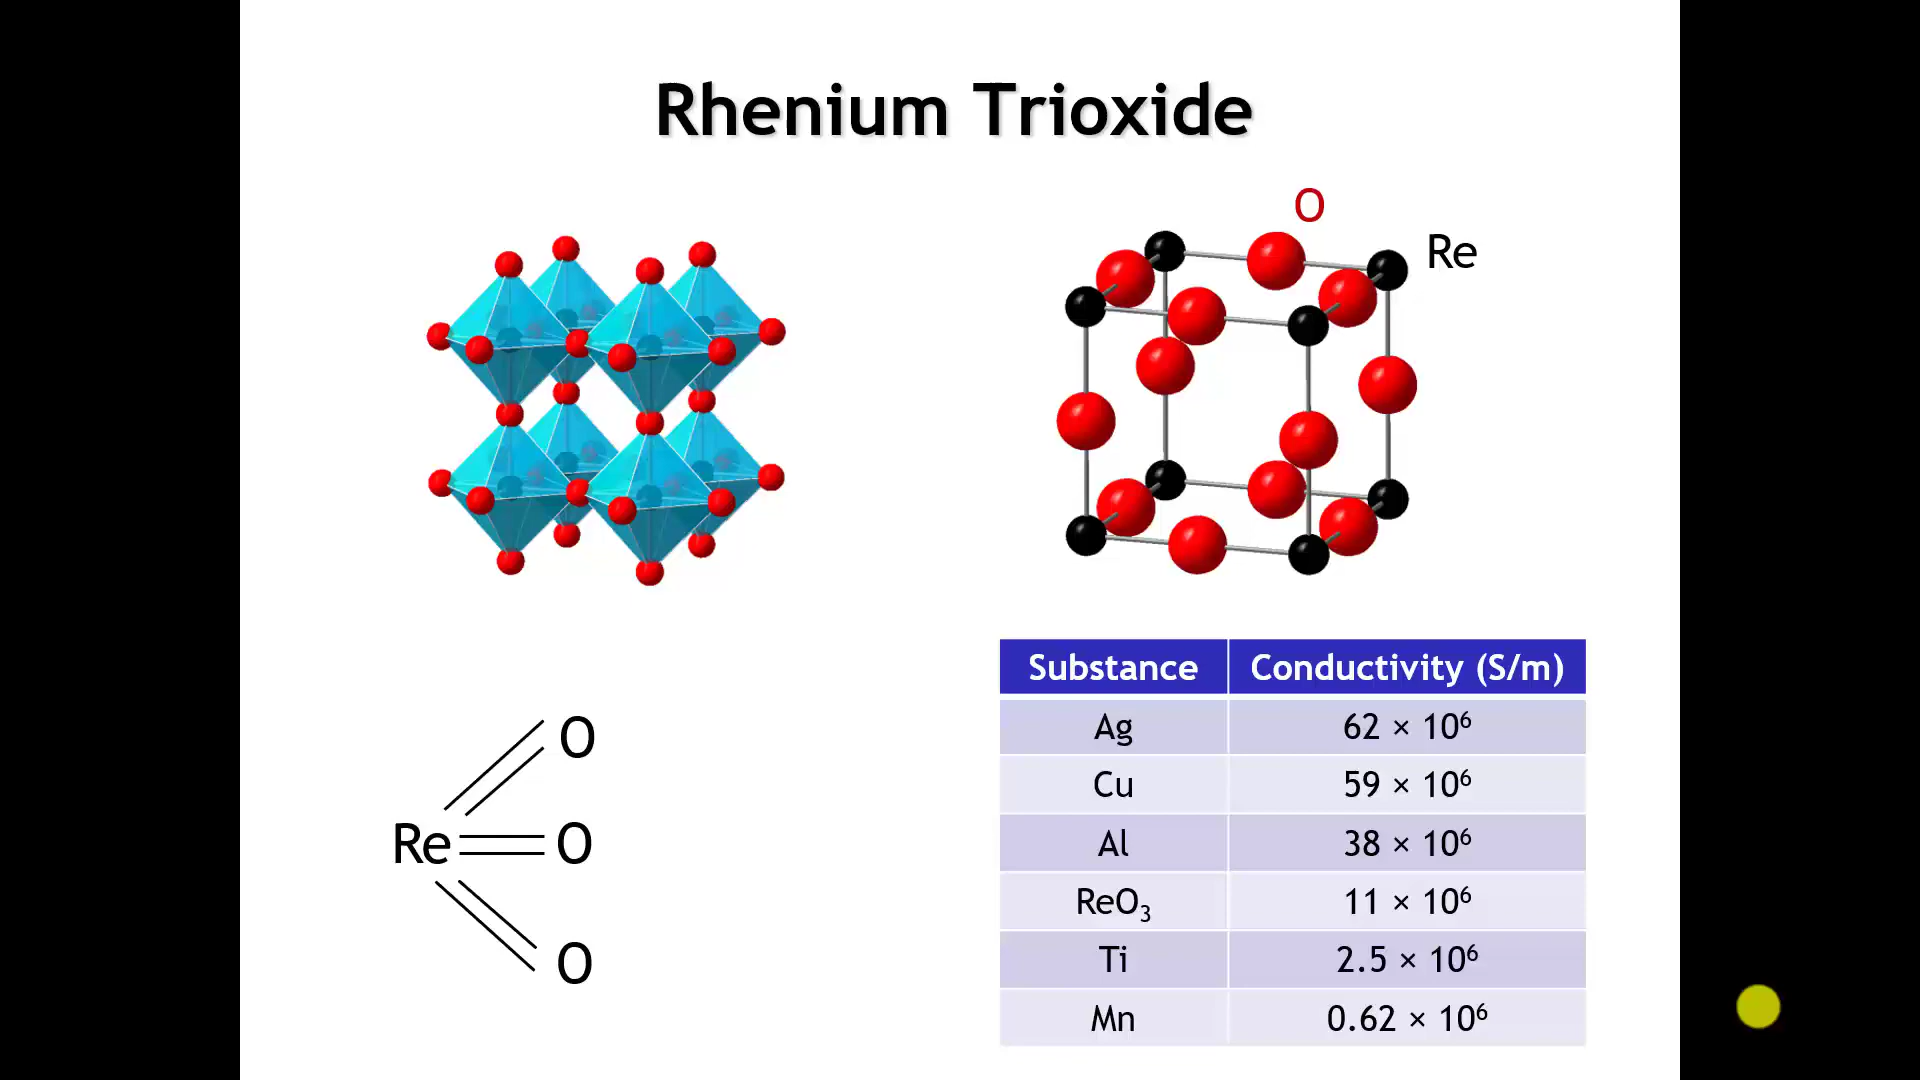 Rhenium Trioxide
O
Re
O
Re
O
O
Substance Conductivity (S/m)
Ag 62 × 10⁶
Cu 59 × 10⁶
Al 38 × 10⁶
ReO₃ 11 × 10⁶
Ti 2.5 × 10⁶
Mn 0.62 × 10⁶